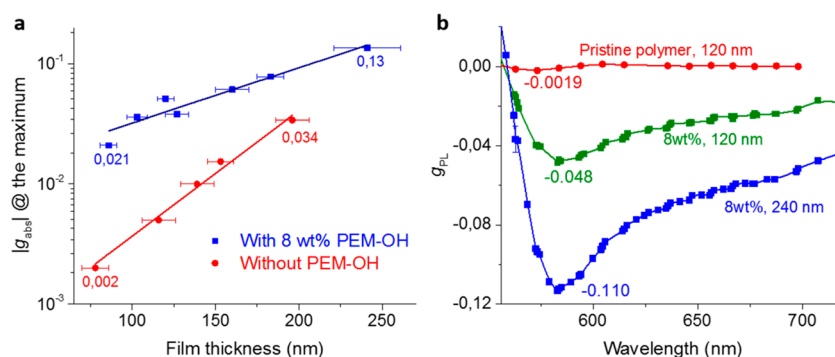 a
|g_abs| @ the maximum
10⁻¹
10⁻²
10⁻³
0,13
0,021
0,034
0,002
With 8 wt% PEM-OH
Without PEM-OH
100
150
200
250
Film thickness (nm)
b
g_PL
0,00
-0,04
-0,08
-0,12
Pristine polymer, 120 nm
-0.0019
8wt%, 120 nm
-0.048
8wt%, 240 nm
-0.110
600
650
700
Wavelength (nm)